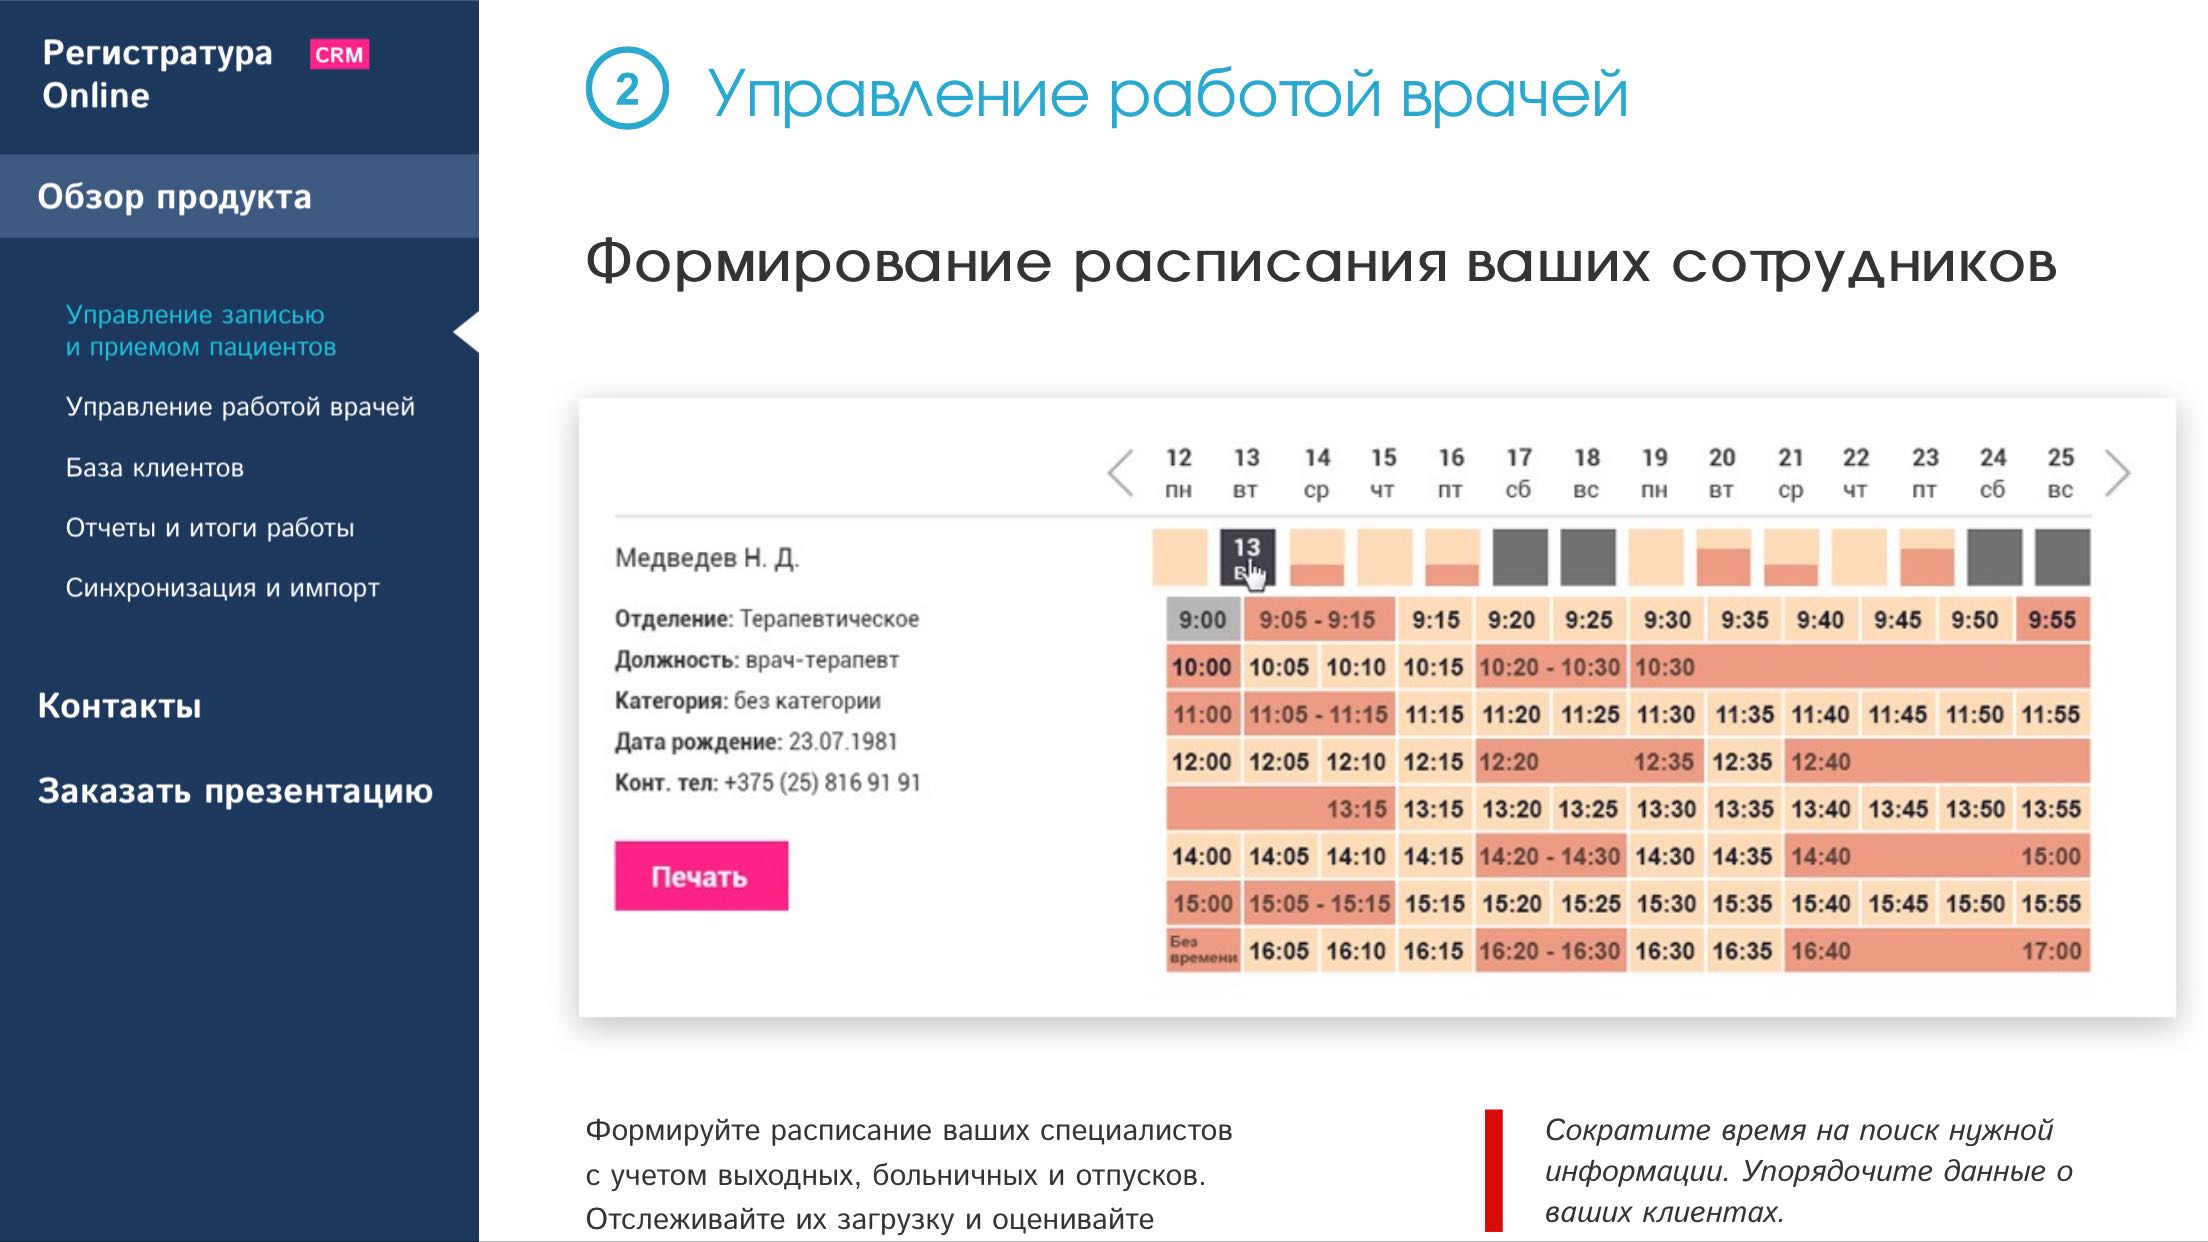 Регистратура CRM
Online
Обзор продукта
Управление записью
и приемом пациентов
Управление работой врачей
База клиентов
Отчеты и итоги работы
Синхронизация и импорт
Контакты
Заказать презентацию
2 Управление работой врачей
Формирование расписания ваших сотрудников
12 13 14 15 16 17 18 19 20 21 22 23 24 25
пн вт ср чт пт сб вс пн вт ср чт пт сб вс
Медведев Н. Д.
13
Отделение: Терапевтическое
Должность: врач-терапевт
Категория: без категории
Дата рождение: 23.07.1981
Конт. тел: +375 (25) 816 91 91
Печать
9:00 9:05 - 9:15 9:15 9:20 9:25 9:30 9:35 9:40 9:45 9:50 9:55
10:00 10:05 10:10 10:15 10:20 - 10:30 10:30
11:00 11:05 - 11:15 11:15 11:20 11:25 11:30 11:35 11:40 11:45 11:50 11:55
12:00 12:05 12:10 12:15 12:20 12:35 12:35 12:40
13:15 13:15 13:20 13:25 13:30 13:35 13:40 13:45 13:50 13:55
14:00 14:05 14:10 14:15 14:20 - 14:30 14:30 14:35 14:40 15:00
15:00 15:05 - 15:15 15:15 15:20 15:25 15:30 15:35 15:40 15:45 15:50 15:55
Без
времени 16:05 16:10 16:15 16:20 - 16:30 16:30 16:35 16:40 17:00
Формируйте расписание ваших специалистов
с учетом выходных, больничных и отпусков.
Отслеживайте их загрузку и оценивайте
Сократите время на поиск нужной
информации. Упорядочите данные о
ваших клиентах.